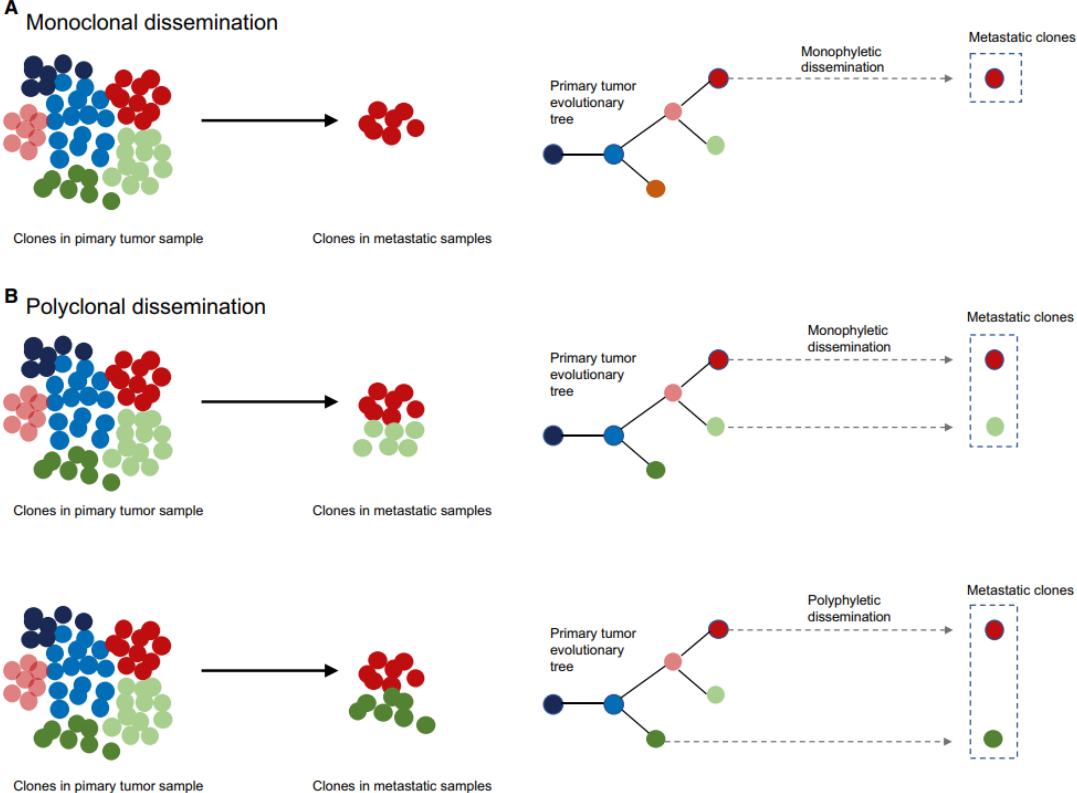 A
Monoclonal dissemination
Metastatic clones
Monophyletic
dissemination
Primary tumor
evolutionary
tree
Clones in pimary tumor sample
Clones in metastatic samples
B
Polyclonal dissemination
Metastatic clones
Monophyletic
dissemination
Primary tumor
evolutionary
tree
Clones in pimary tumor sample
Clones in metastatic samples
Metastatic clones
Polyphyletic
dissemination
Primary tumor
evolutionary
tree
Clones in pimary tumor sample
Clones in metastatic samples